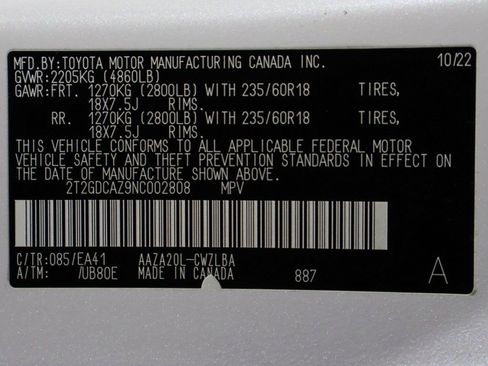 MFD.BY:TOYOTA MOTOR MANUFACTURING CANADA INC. 10/22
GVWR:2205KG (4860LB)
GAWR:FRT. 1270KG (2800LB) WITH 235/60R18 TIRES,
18X7.5J RIMS.
RR. 1270KG (2800LB) WITH 235/60R18 TIRES,
18X7.5J RIMS.
THIS VEHICLE CONFORMS TO ALL APPLICABLE FEDERAL MOTOR
VEHICLE SAFETY AND THEFT PREVENTION STANDARDS IN EFFECT ON
THE DATE OF MANUFACTURE SHOWN ABOVE.
2T2GDCAZ9NC002808 MPV
C/TR:085/EA41 AAZA20L-CWZLBA
A/TM: /UB80E MADE IN CANADA 887 A